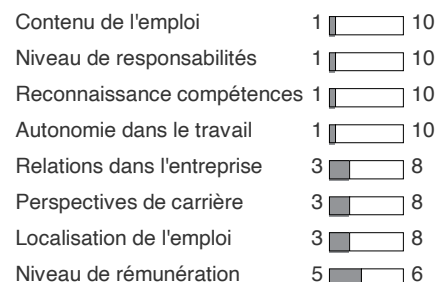 Contenu de l'emploi 1 10
Niveau de responsabilités 1 10
Reconnaissance compétences 1 10
Autonomie dans le travail 1 10
Relations dans l'entreprise 3 8
Perspectives de carrière 3 8
Localisation de l'emploi 3 8
Niveau de rémunération 5 6